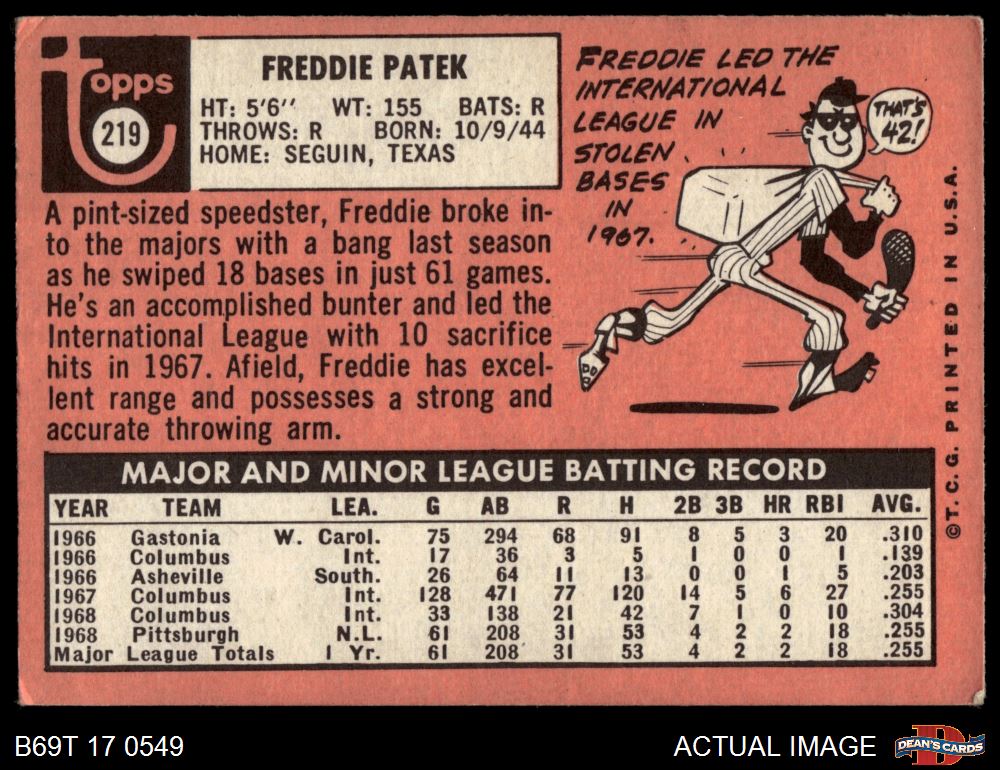 Topps
219
FREDDIE PATEK
HT: 5'6'' WT: 155 BATS: R
THROWS: R BORN: 10/9/44
HOME: SEGUIN, TEXAS
A pint-sized speedster, Freddie broke in-
to the majors with a bang last season
as he swiped 18 bases in just 61 games.
He's an accomplished bunter and led the
International League with 10 sacrifice
hits in 1967. Afield, Freddie has excel-
lent range and possesses a strong and
accurate throwing arm.
FREDDIE LED THE
INTERNATIONAL
LEAGUE IN
STOLEN
BASES
IN
1967.
THAT'S
42!
©T.C.G. PRINTED IN U.S.A.
MAJOR AND MINOR LEAGUE BATTING RECORD
YEAR TEAM LEA. G AB R H 2B 3B HR RBI AVG.
1966 Gastonia W. Carol. 75 294 68 91 8 5 3 20 .310
1966 Columbus Int. 17 36 3 5 1 0 0 1 .139
1966 Asheville South. 26 64 11 13 0 0 1 5 .203
1967 Columbus Int. 128 471 77 120 14 5 6 27 .255
1968 Columbus Int. 33 138 21 42 7 1 0 10 .304
1968 Pittsburgh N.L. 61 208 31 53 4 2 2 18 .255
Major League Totals 1 Yr. 61 208 31 53 4 2 2 18 .255
B69T 17 0549
ACTUAL IMAGE
DEAN'S CARDS